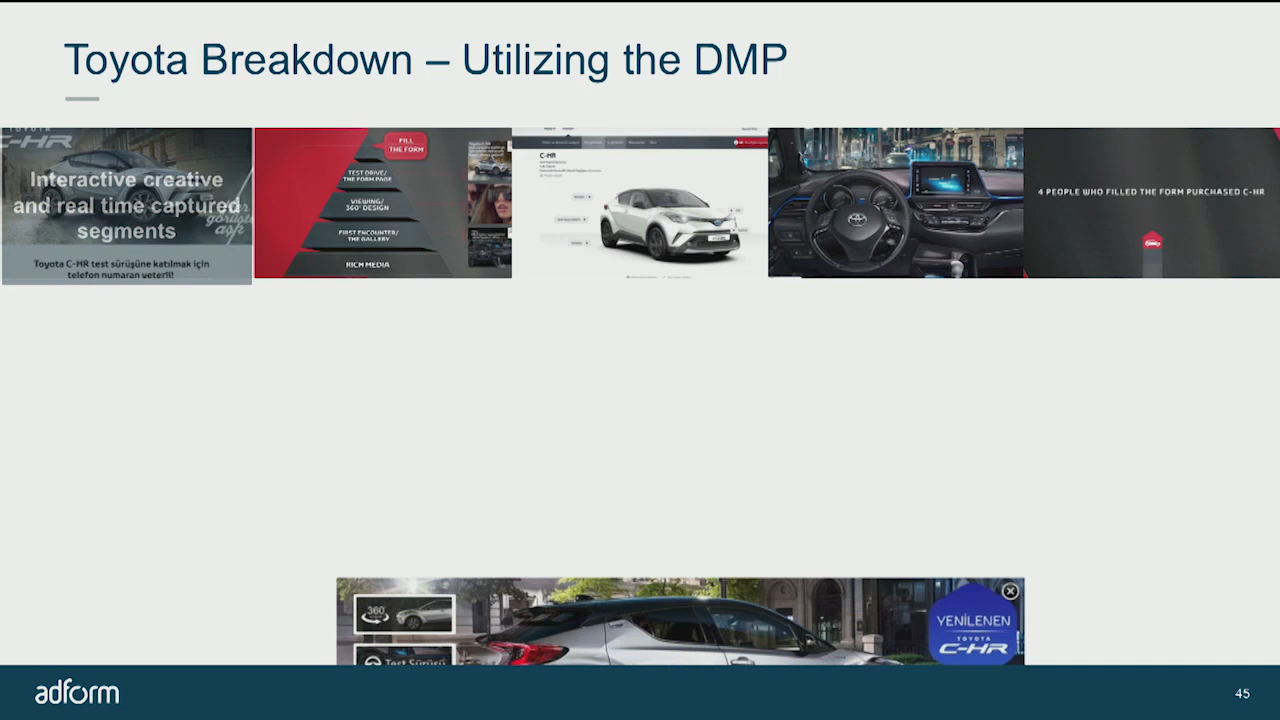 Toyota Breakdown – Utilizing the DMP
TOYOTA
C-HR
Interactive creative
and real time captured
segments
Toyota C-HR test sürüşüne katılmak için
telefon numaran yeterli!
FILL
THE FORM
TEST DRIVE/
THE FORM PAGE
VIEWING/
360° DESIGN
FIRST ENCOUNTER/
THE GALLERY
RICH MEDIA
C-HR
4 PEOPLE WHO FILLED THE FORM PURCHASED C-HR
360°
Test Sürüşü
YENİLENEN
TOYOTA
C-HR
adform
45